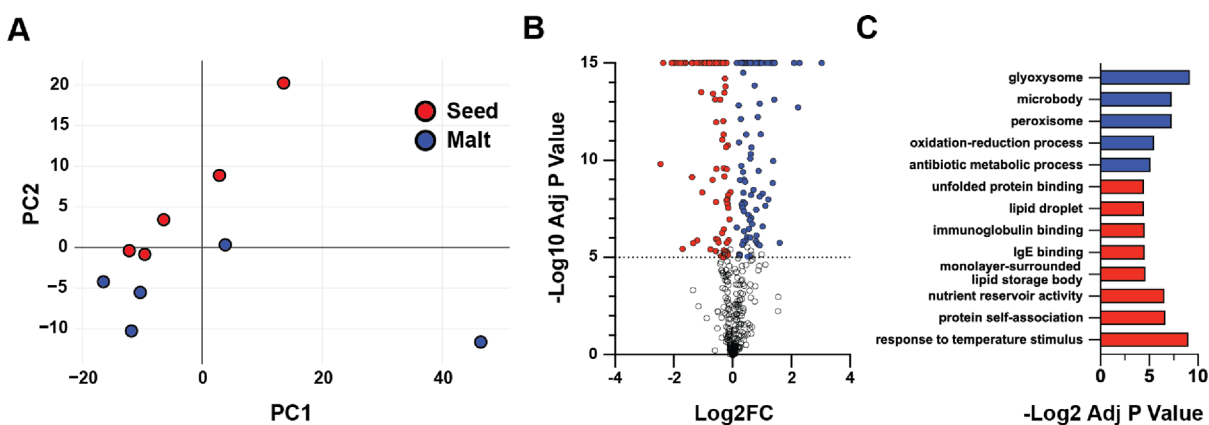 A
20
15
10
5
0
−5
−10
−20
0
20
40
PC2
PC1
Seed
Malt
B
15
10
5
0
-4
-2
0
2
4
-Log10 Adj P Value
Log2FC
C
glyoxysome
microbody
peroxisome
oxidation-reduction process
antibiotic metabolic process
unfolded protein binding
lipid droplet
immunoglobulin binding
IgE binding
monolayer-surrounded
lipid storage body
nutrient reservoir activity
protein self-association
response to temperature stimulus
0
5
10
-Log2 Adj P Value